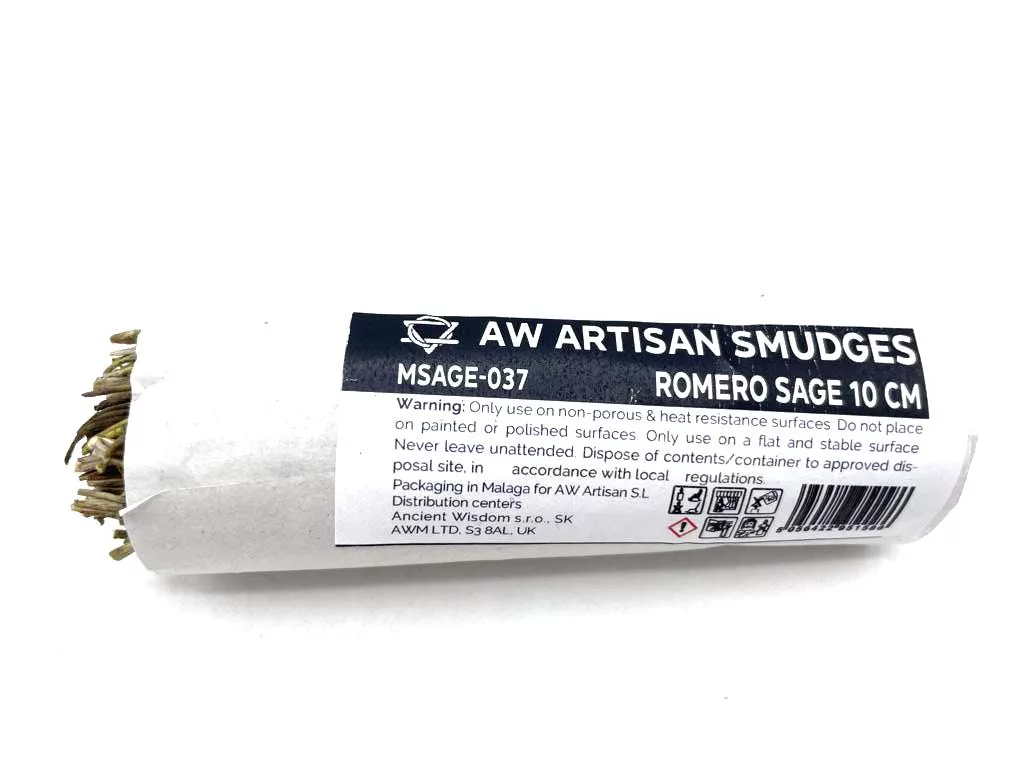 AW ARTISAN SMUDGES
MSAGE-037 ROMERO SAGE 10 CM
Warning: Only use on non-porous & heat resistance surfaces. Do not place
on painted or polished surfaces. Only use on a flat and stable surface
Never leave unattended. Dispose of contents/container to approved dis-
posal site, in accordance with local regulations.
Packaging in Malaga for AW Artisan S.L
Distribution centers
Ancient Wisdom s.r.o., SK
AWM LTD. S3 8AL, UK